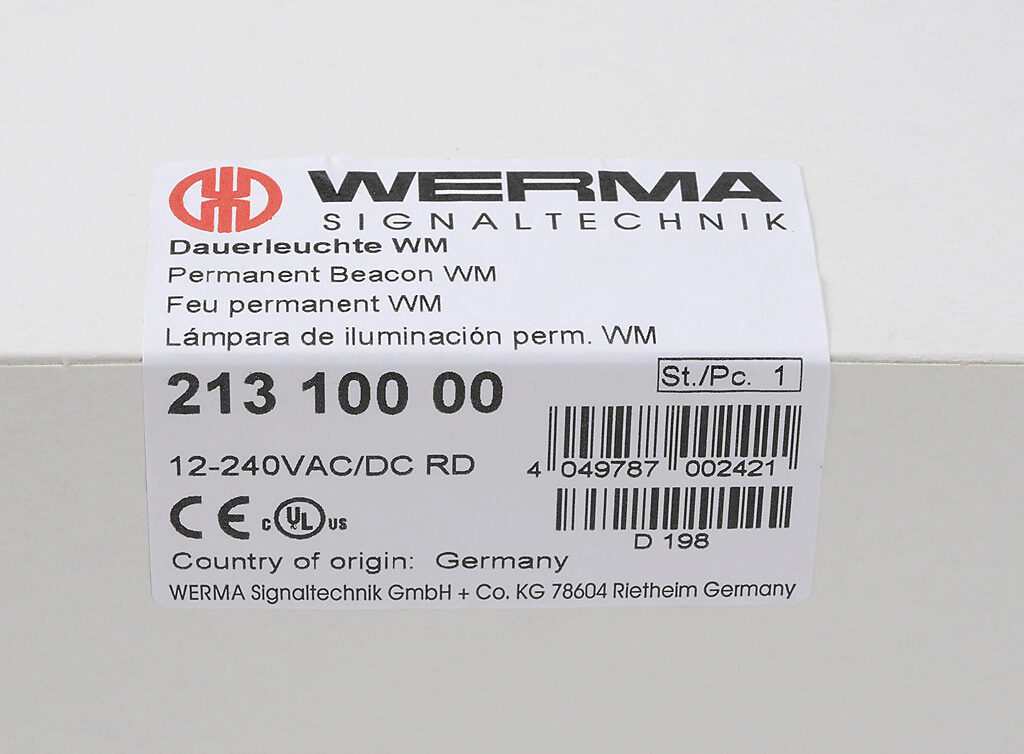 WERMA
SIGNALTECHNIK
Dauerleuchte WM
Permanent Beacon WM
Feu permanent WM
Lámpara de iluminación perm. WM
213 100 00
St./Pc. 1
12-240VAC/DC RD
4 049787 002421
CE c UL US
D 198
Country of origin: Germany
WERMA Signaltechnik GmbH + Co. KG 78604 Rietheim Germany